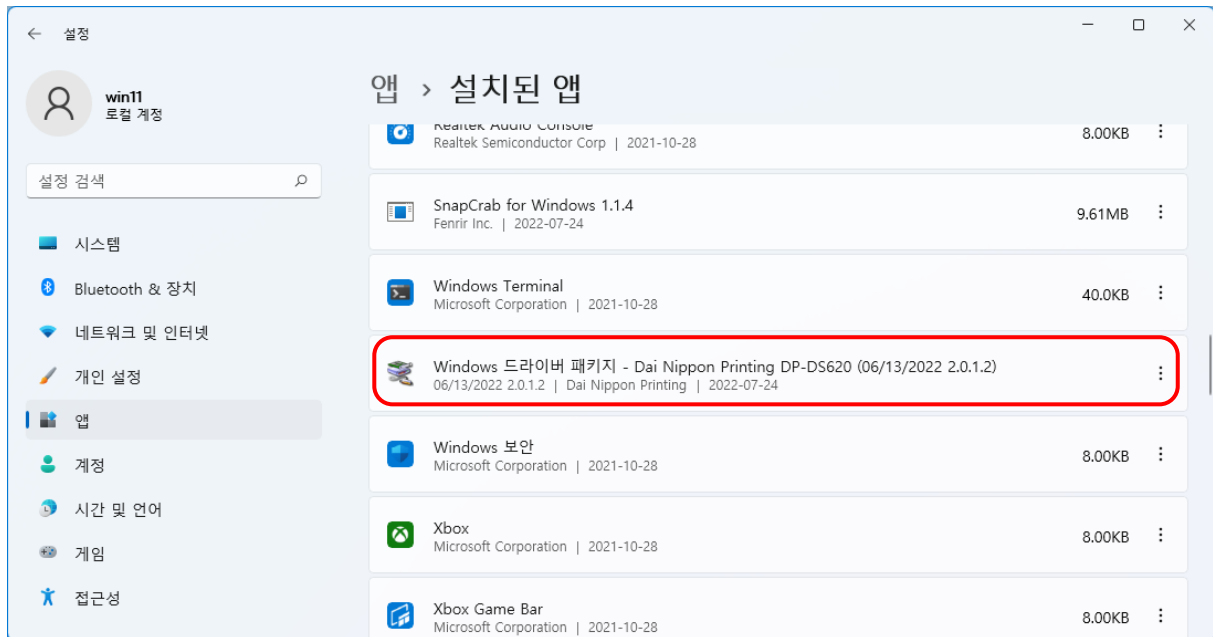 설정
win11
로컬 계정
설정 검색
시스템
Bluetooth & 장치
네트워크 및 인터넷
개인 설정
앱
계정
시간 및 언어
게임
접근성
앱 › 설치된 앱
Realtek Audio Console
Realtek Semiconductor Corp | 2021-10-28
8.00KB
SnapCrab for Windows 1.1.4
Fenrir Inc. | 2022-07-24
9.61MB
Windows Terminal
Microsoft Corporation | 2021-10-28
40.0KB
Windows 드라이버 패키지 - Dai Nippon Printing DP-DS620 (06/13/2022 2.0.1.2)
06/13/2022 2.0.1.2 | Dai Nippon Printing | 2022-07-24
Windows 보안
Microsoft Corporation | 2021-10-28
8.00KB
Xbox
Microsoft Corporation | 2021-10-28
8.00KB
Xbox Game Bar
Microsoft Corporation | 2021-10-28
8.00KB